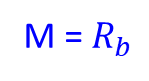 M = R_b